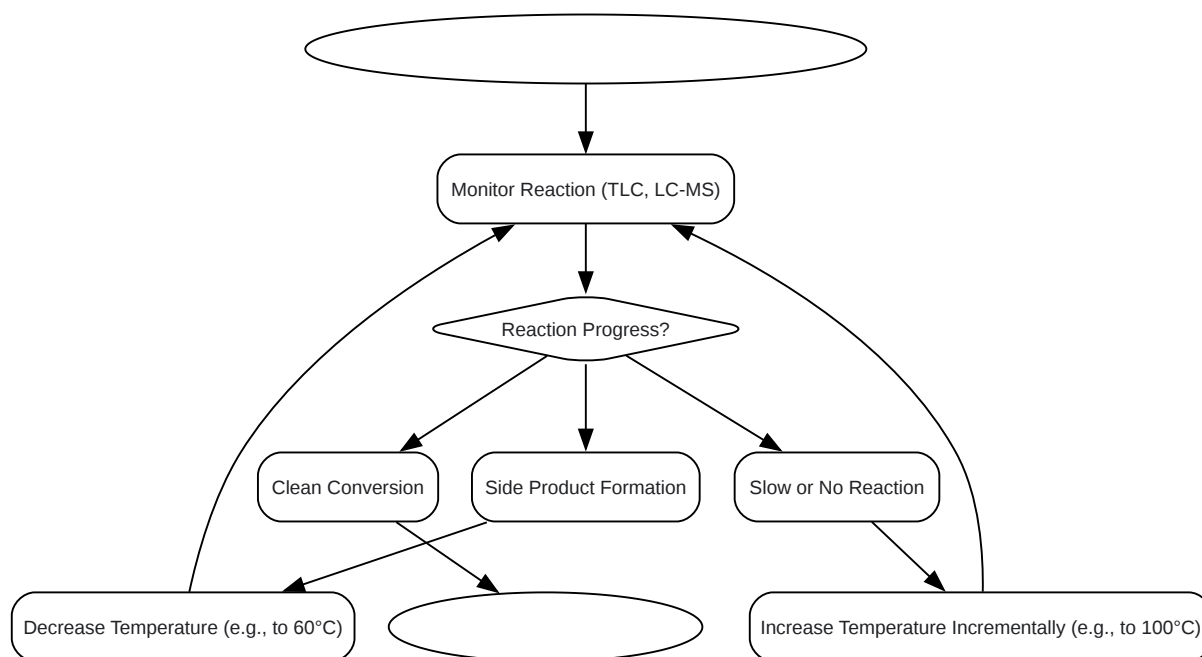 Monitor Reaction (TLC, LC-MS)
Reaction Progress?
Clean Conversion
Side Product Formation
Slow or No Reaction
Decrease Temperature (e.g., to 60°C)
Increase Temperature Incrementally (e.g., to 100°C)